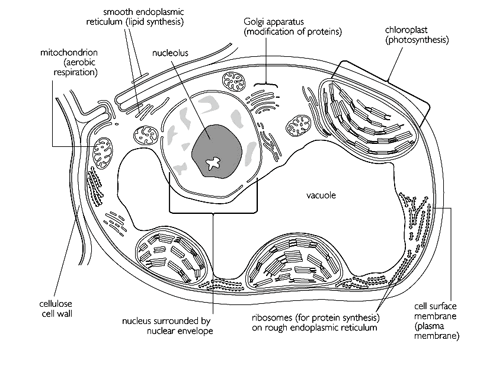 smooth endoplasmic
reticulum (lipid synthesis)
Golgi apparatus
(modification of proteins)
chloroplast
(photosynthesis)
mitochondrion
(aerobic
respiration)
nucleolus
vacuole
cellulose
cell wall
nucleus surrounded by
nuclear envelope
ribosomes (for protein synthesis)
on rough endoplasmic reticulum
cell surface
membrane
(plasma
membrane)